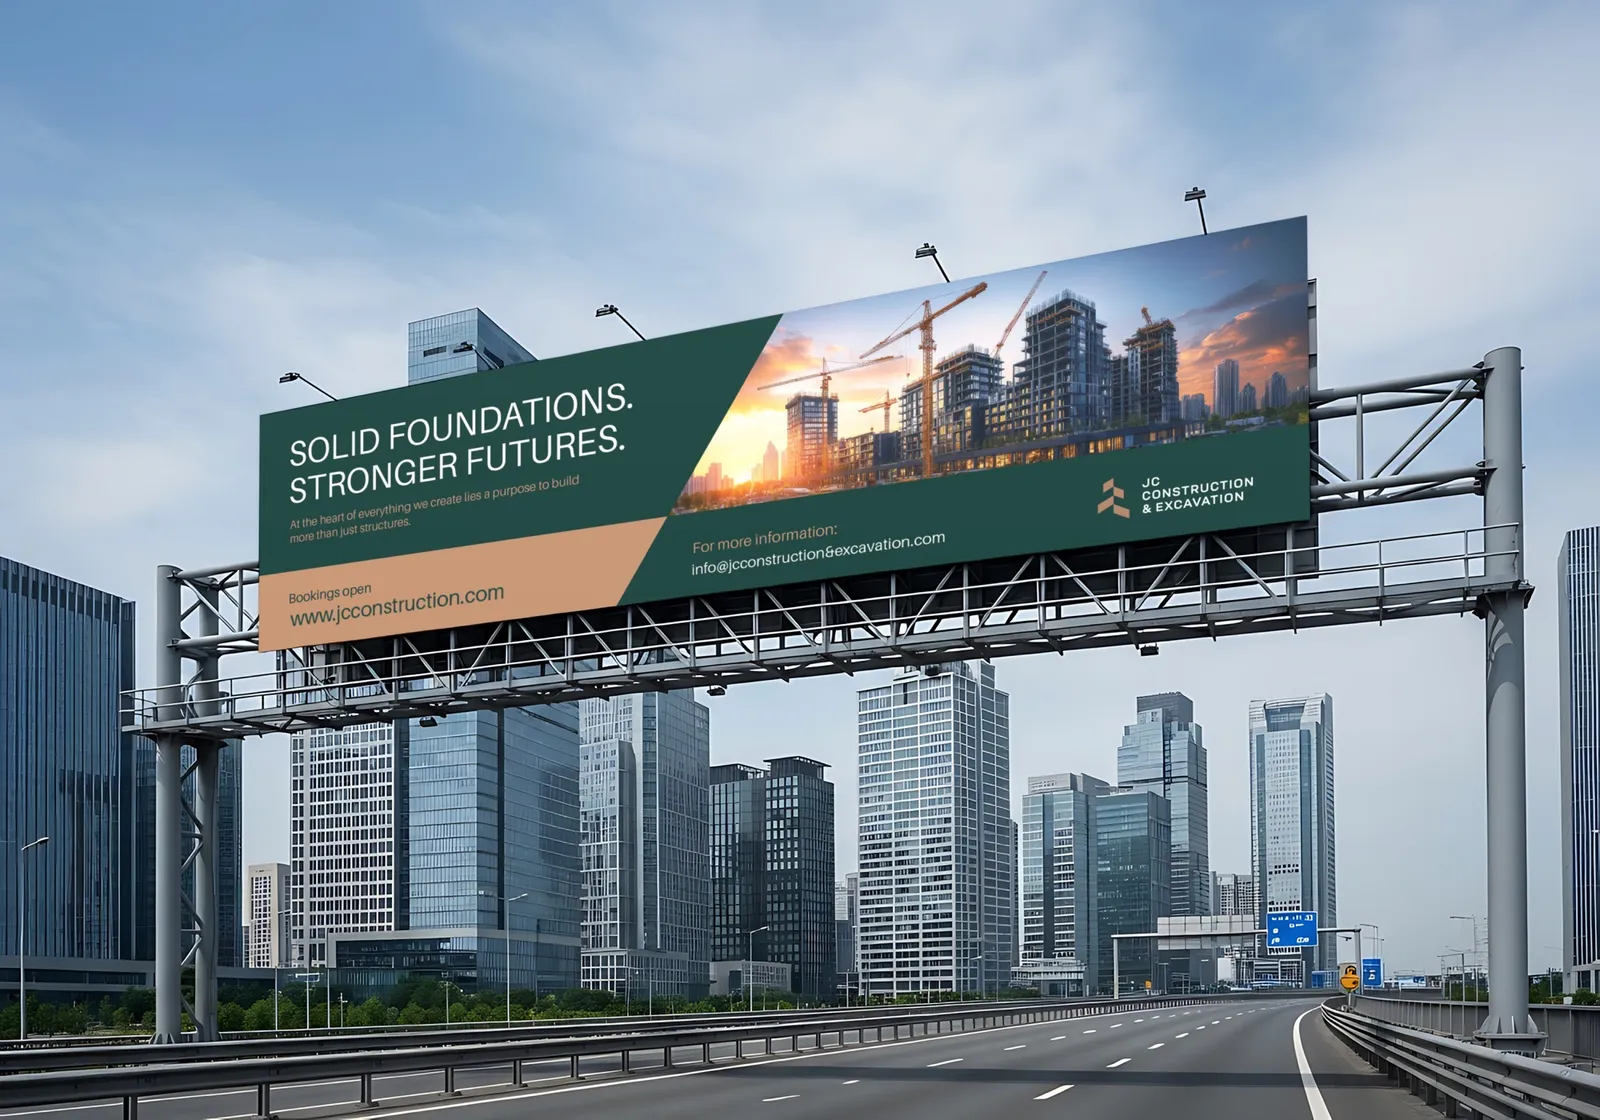 SOLID FOUNDATIONS.
STRONGER FUTURES.
At the heart of everything we create lies a purpose to build
more than just structures.
Bookings open
www.jcconstruction.com
For more information:
info@jcconstruction&excavation.com
JC
CONSTRUCTION
& EXCAVATION